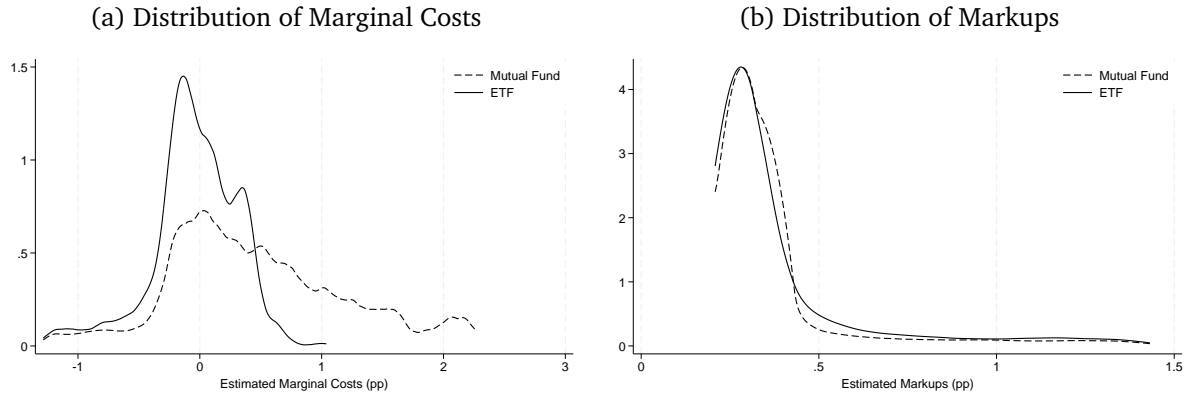 (a) Distribution of Marginal Costs
1.5
1
.5
0
-1
0
1
2
3
Estimated Marginal Costs (pp)
Mutual Fund
ETF
(b) Distribution of Markups
4
3
2
1
0
0
.5
1
1.5
Estimated Markups (pp)
Mutual Fund
ETF